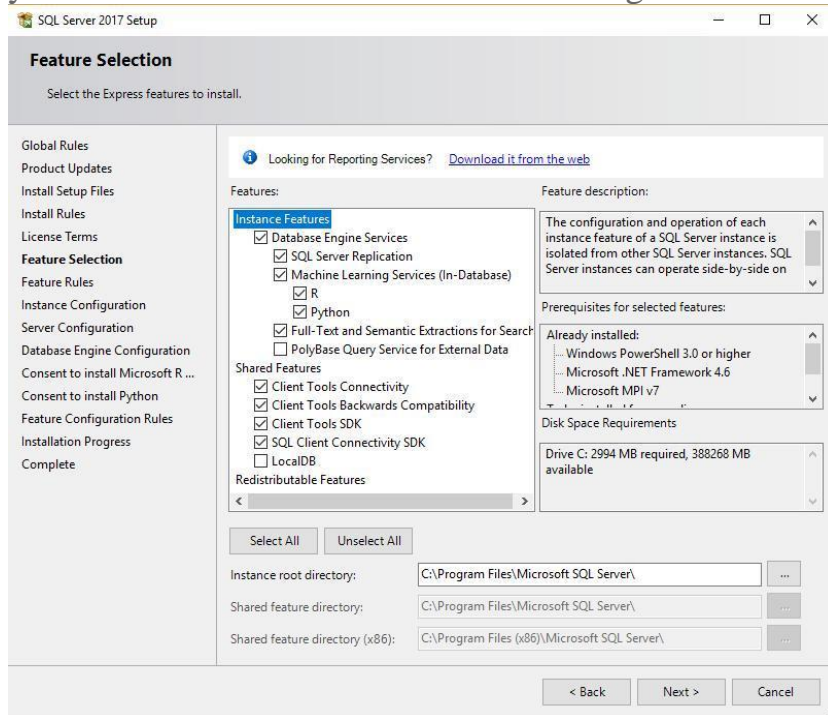 SQL Server 2017 Setup
Feature Selection
Select the Express features to install.
Global Rules
Product Updates
Install Setup Files
Install Rules
License Terms
Feature Selection
Feature Rules
Instance Configuration
Server Configuration
Database Engine Configuration
Consent to install Microsoft R ...
Consent to install Python
Feature Configuration Rules
Installation Progress
Complete
Looking for Reporting Services? Download it from the web
Features:
Instance Features
Database Engine Services
SQL Server Replication
Machine Learning Services (In-Database)
R
Python
Full-Text and Semantic Extractions for Search
PolyBase Query Service for External Data
Shared Features
Client Tools Connectivity
Client Tools Backwards Compatibility
Client Tools SDK
SQL Client Connectivity SDK
LocalDB
Redistributable Features
Select All
Unselect All
Feature description:
The configuration and operation of each
instance feature of a SQL Server instance is
isolated from other SQL Server instances. SQL
Server instances can operate side-by-side on
Prerequisites for selected features:
Already installed:
Windows PowerShell 3.0 or higher
Microsoft .NET Framework 4.6
Microsoft MPI v7
Disk Space Requirements
Drive C: 2994 MB required, 388268 MB
available
Instance root directory: C:\Program Files\Microsoft SQL Server\ ...
Shared feature directory: C:\Program Files\Microsoft SQL Server\ ...
Shared feature directory (x86): C:\Program Files (x86)\Microsoft SQL Server\ ...
< Back
Next >
Cancel